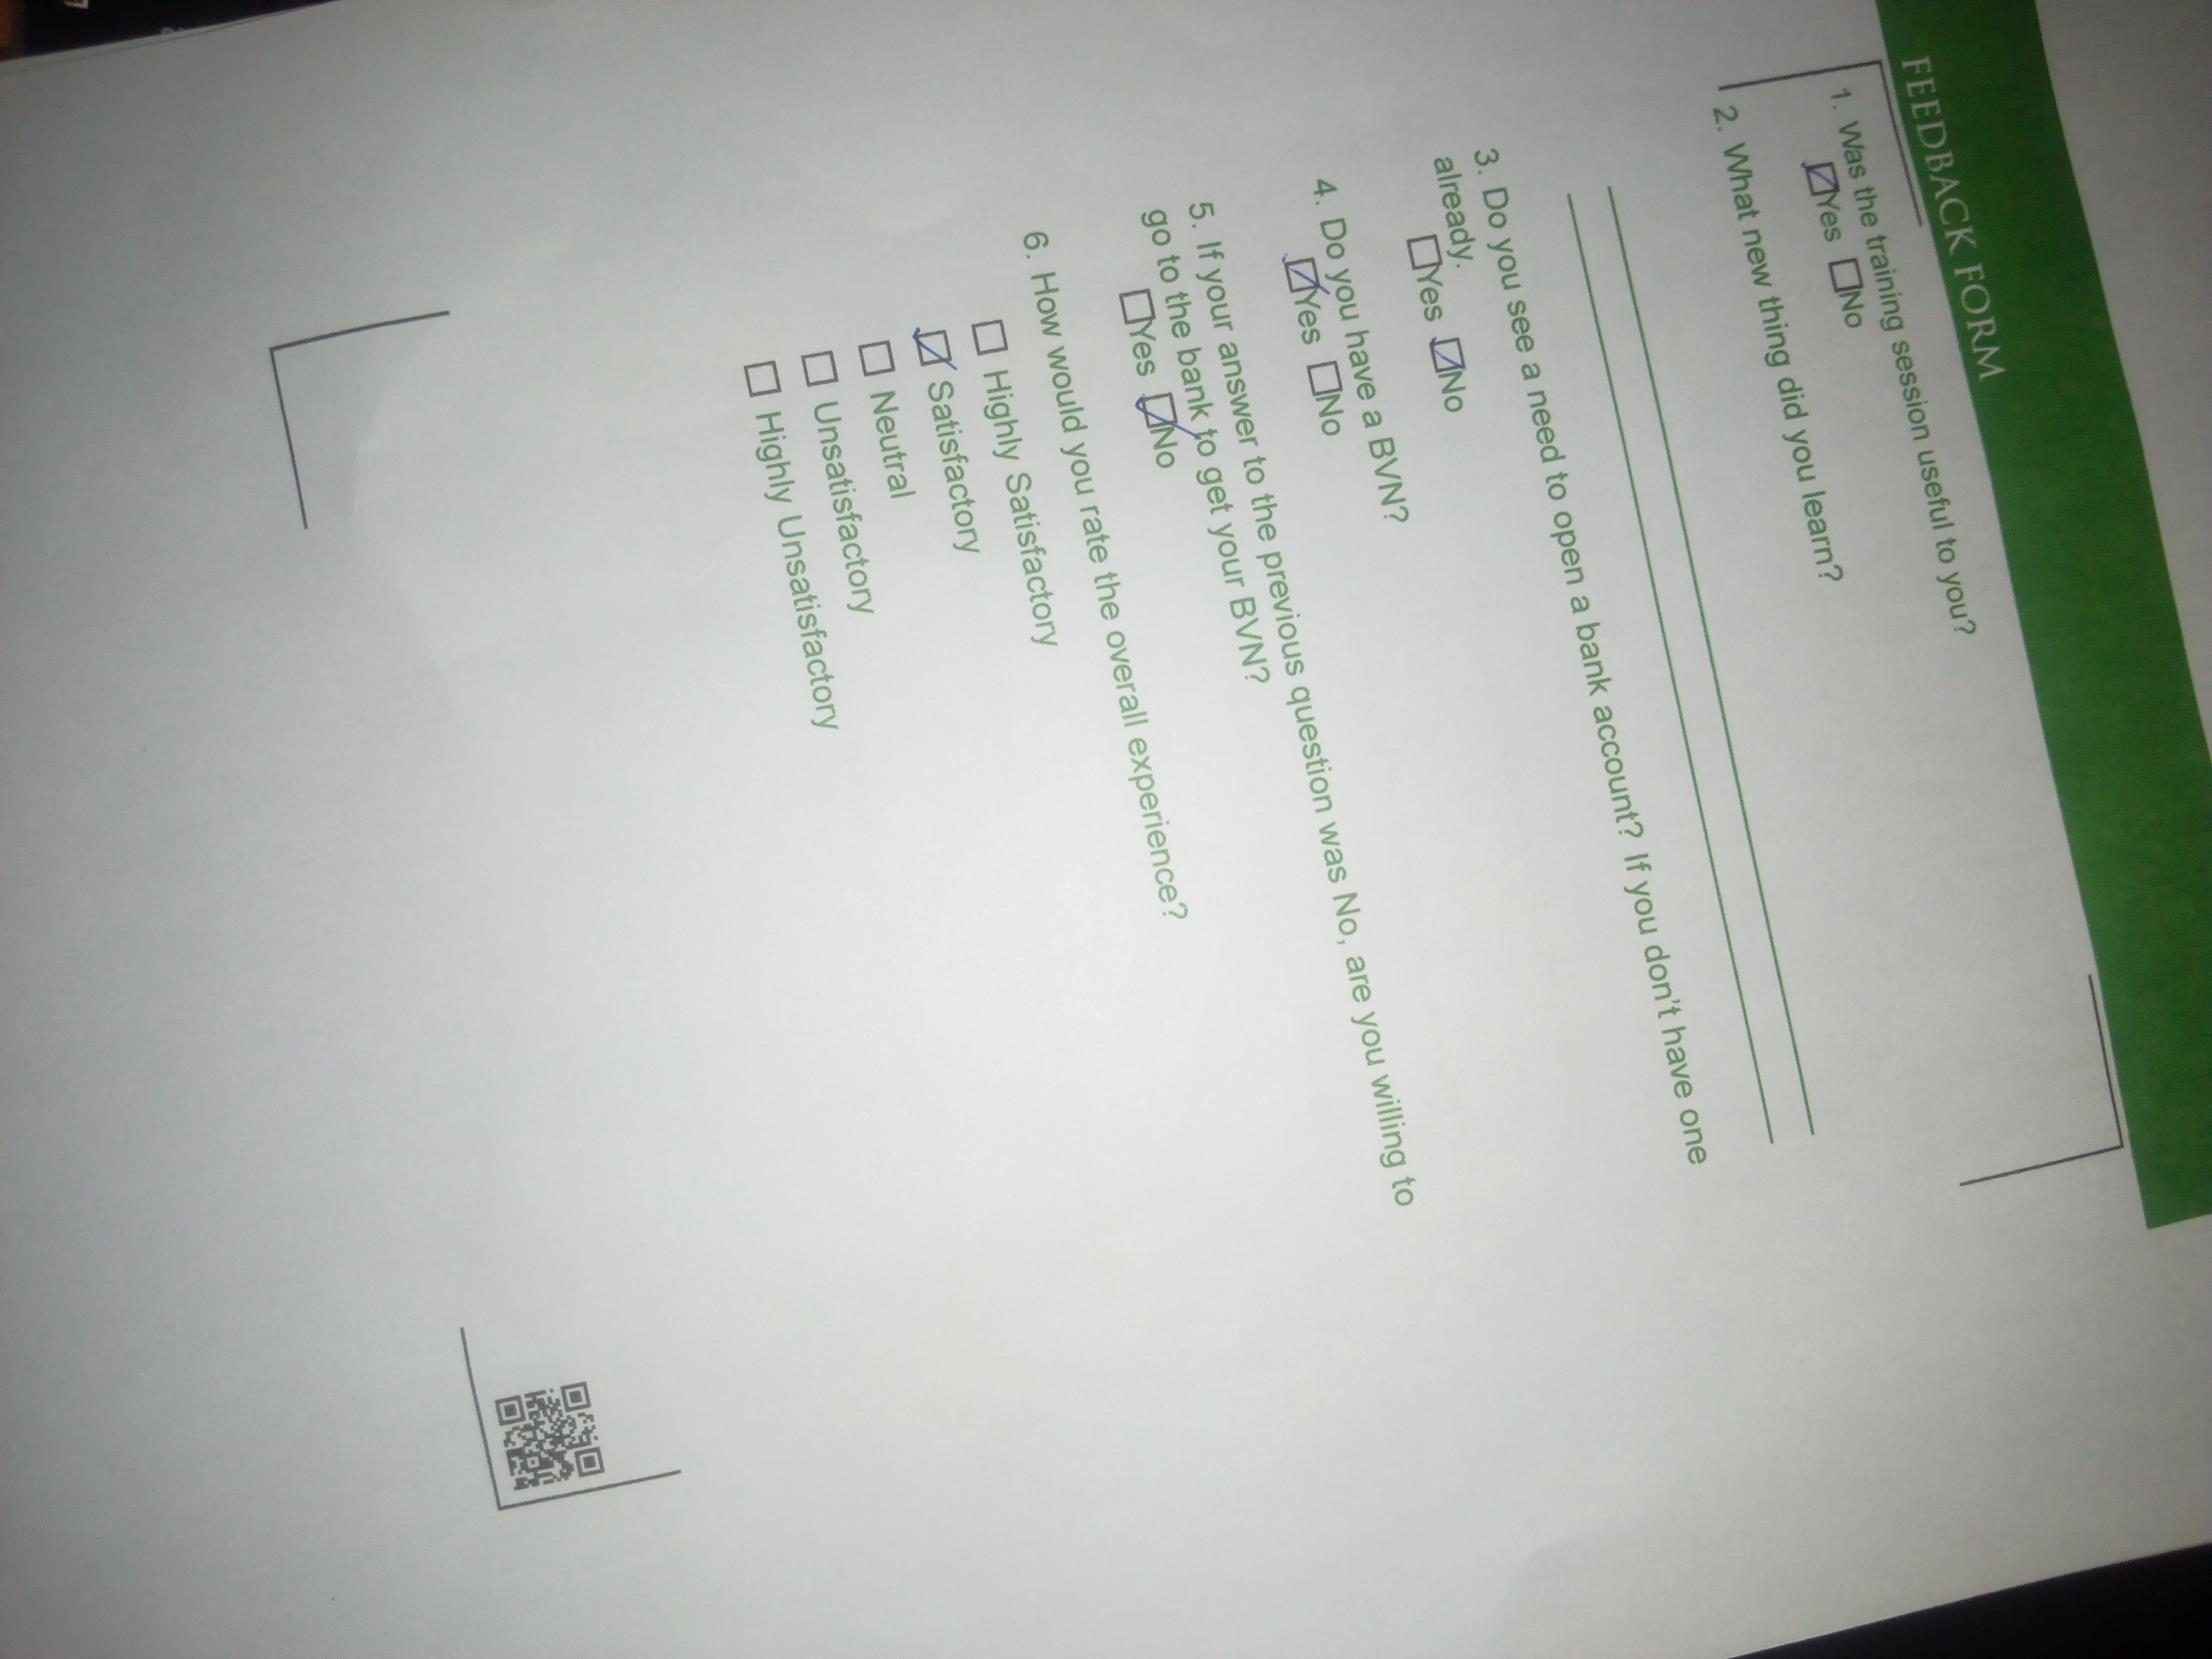 FEEDBACK FORM
1. Was the training session useful to you?
☑Yes ☐No
2. What new thing did you learn?
3. Do you see a need to open a bank account? If you don't have one
already.
☐Yes ☑No
4. Do you have a BVN?
☑Yes ☐No
5. If your answer to the previous question was No, are you willing to
go to the bank to get your BVN?
☐Yes ☑No
6. How would you rate the overall experience?
☐ Highly Satisfactory
☑ Satisfactory
☐ Neutral
☐ Unsatisfactory
☐ Highly Unsatisfactory